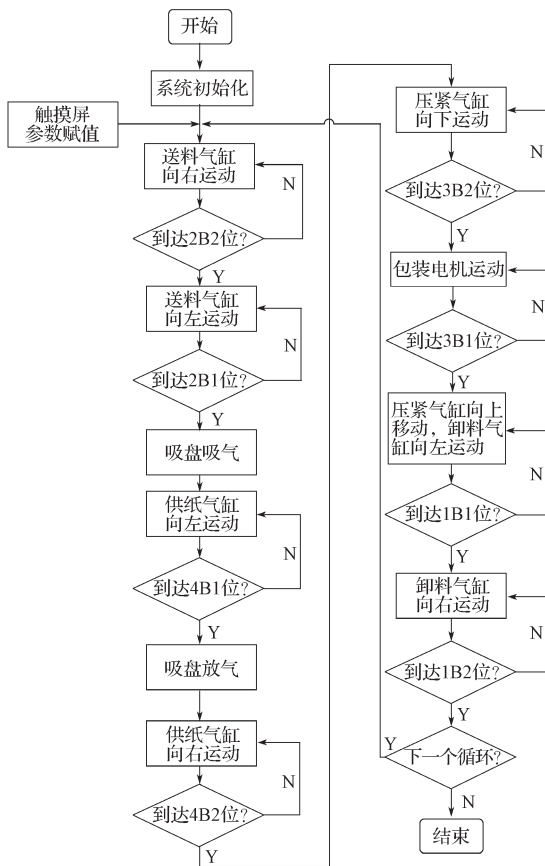 开始
系统初始化
触摸屏
参数赋值
送料气缸
向右运动
N
到达2B2位?
Y
送料气缸
向左运动
N
到达2B1位?
Y
吸盘吸气
供纸气缸
向左运动
N
到达4B1位?
Y
吸盘放气
供纸气缸
向右运动
N
到达4B2位?
Y
压紧气缸
向下运动
N
到达3B2位?
Y
包装电机运动
N
到达3B1位?
Y
压紧气缸向上
移动，卸料气
缸向左运动
N
到达1B1位?
Y
卸料气缸
向右运动
N
到达1B2位?
Y
Y
下一个循环?
N
结束